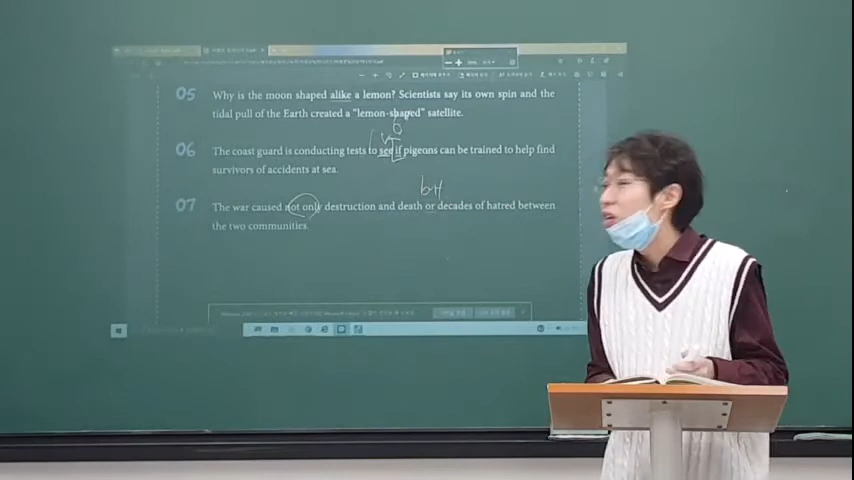 05 Why is the moon shaped alike a lemon? Scientists say its own spin and the
tidal pull of the Earth created a "lemon-shaped" satellite.
06 The coast guard is conducting tests to see if pigeons can be trained to help find
survivors of accidents at sea.
but
07 The war caused not only destruction and death or decades of hatred between
the two communities.